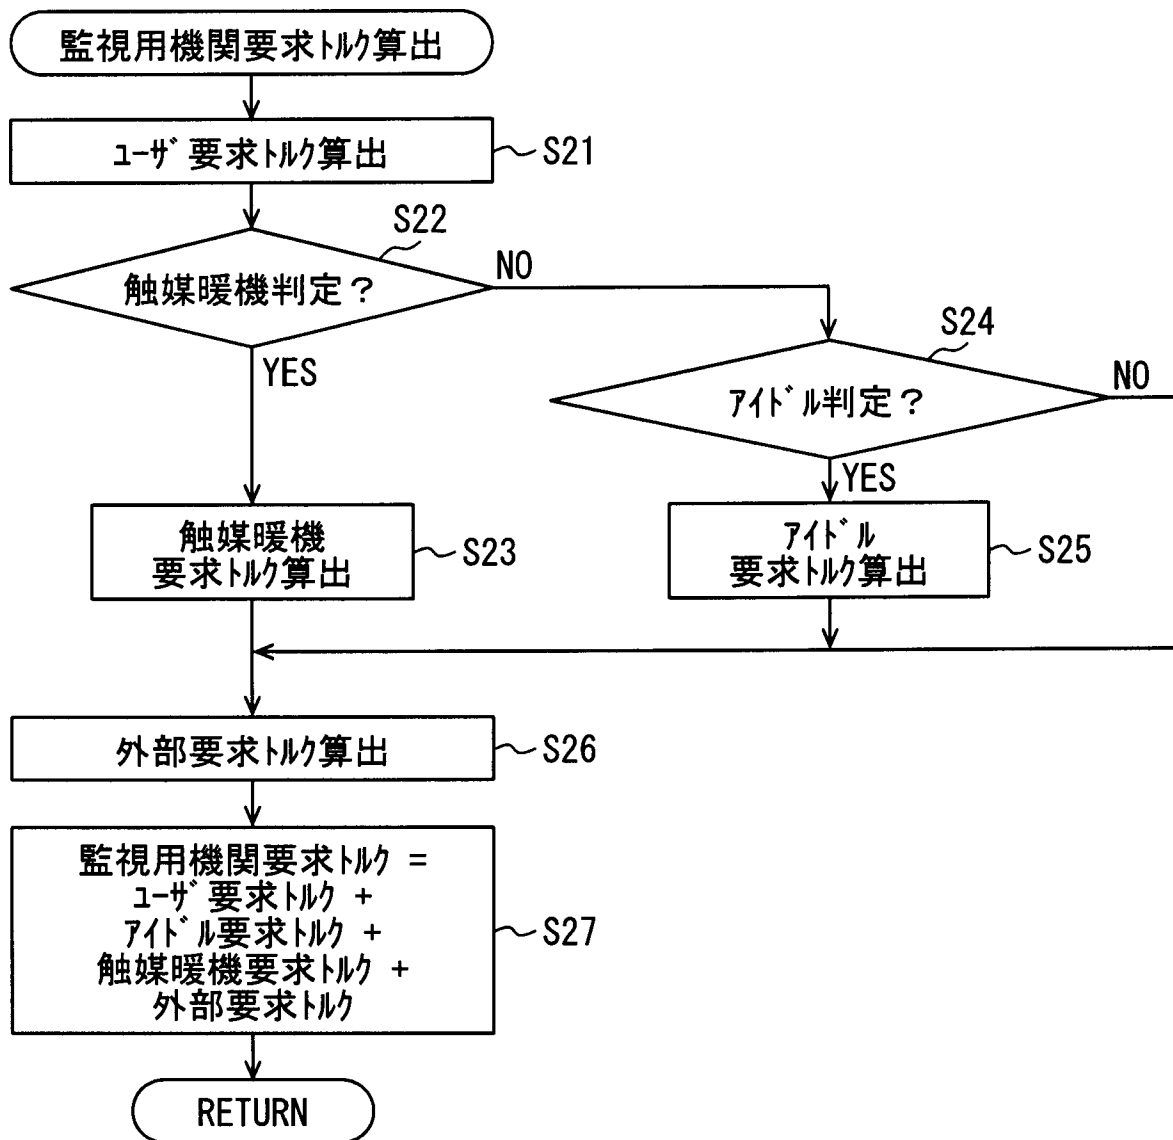 監視用機関要求ﾄﾙｸ算出
ﾕｰｻﾞ要求ﾄﾙｸ算出
S21
S22
触媒暖機判定？
NO
YES
S24
ｱｲﾄﾞﾙ判定？
NO
YES
触媒暖機
要求ﾄﾙｸ算出
S23
ｱｲﾄﾞﾙ
要求ﾄﾙｸ算出
S25
外部要求ﾄﾙｸ算出
S26
監視用機関要求ﾄﾙｸ =
ﾕｰｻﾞ要求ﾄﾙｸ +
ｱｲﾄﾞﾙ要求ﾄﾙｸ +
触媒暖機要求ﾄﾙｸ +
外部要求ﾄﾙｸ
S27
RETURN